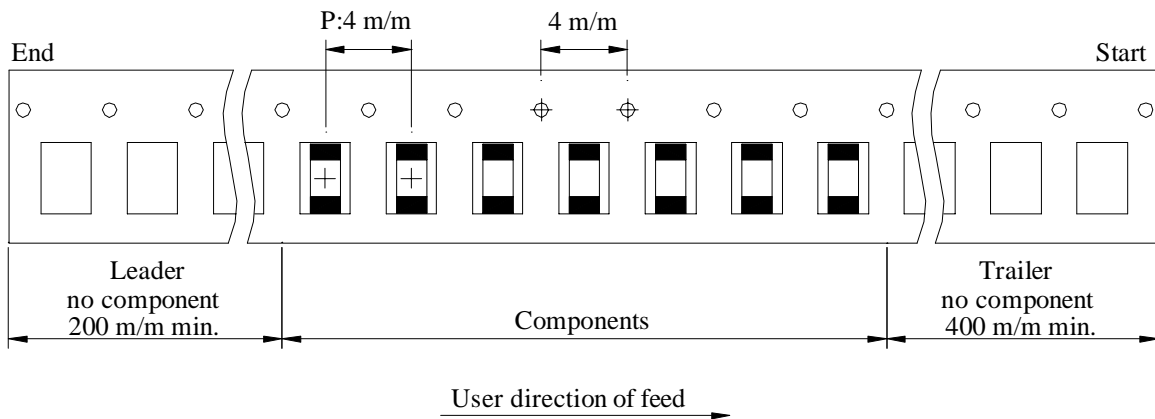 P:4 m/m
4 m/m
End
Start
Leader
no component
200 m/m min.
Components
Trailer
no component
400 m/m min.
User direction of feed